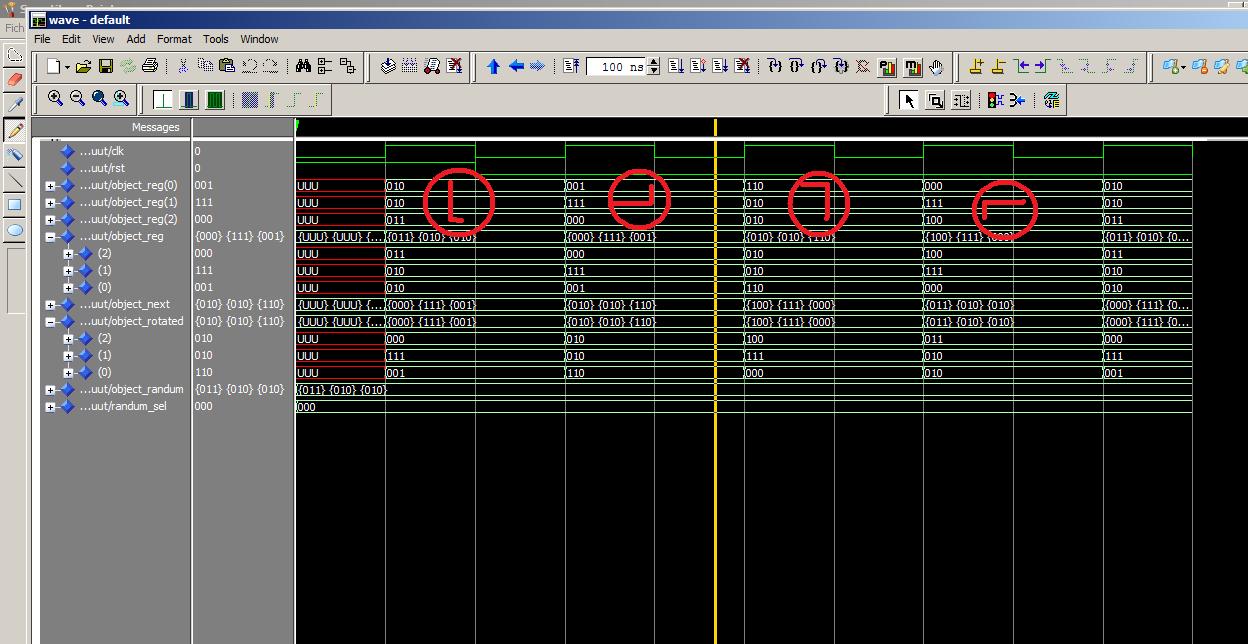 Fich
wave - default
File Edit View Add Format Tools Window
100 ns
Messages
...uut/clk 0
...uut/rst 0
...uut/object_reg(0) 001 UUU 010 001 110 000 010
...uut/object_reg(1) 111 UUU 010 111 010 111 010
...uut/object_reg(2) 000 UUU 011 000 010 100 011
...uut/object_reg {000} {111} {001} {UUU} {UUU} {... {011} {010} {010} {000} {111} {001} {010} {010} {110} {100} {111} {000} {011} {010} {0...
(2) 000 UUU 011 000 010 100 011
(1) 111 UUU 010 111 010 111 010
(0) 001 UUU 010 001 110 000 010
...uut/object_next {010} {010} {110} {UUU} {UUU} {... {000} {111} {001} {010} {010} {110} {100} {111} {000} {011} {010} {010} {000} {111} {0...
...uut/object_rotated {010} {010} {110} {UUU} {UUU} {... {000} {111} {001} {010} {010} {110} {100} {111} {000} {011} {010} {010} {000} {111} {0...
(2) 010 UUU 000 010 100 011 000
(1) 010 UUU 111 010 111 010 111
(0) 110 UUU 001 110 000 010 001
...uut/object_randum {011} {010} {010} {011} {010} {010}
...uut/randum_sel 000 000